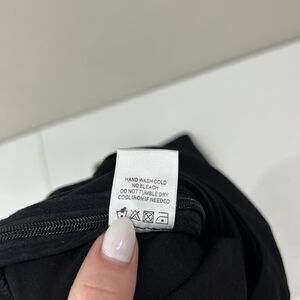 HAND WASH COLD
NO BLEACH
DO NOT TUMBLE DRY
COOL IRON IF NEEDED